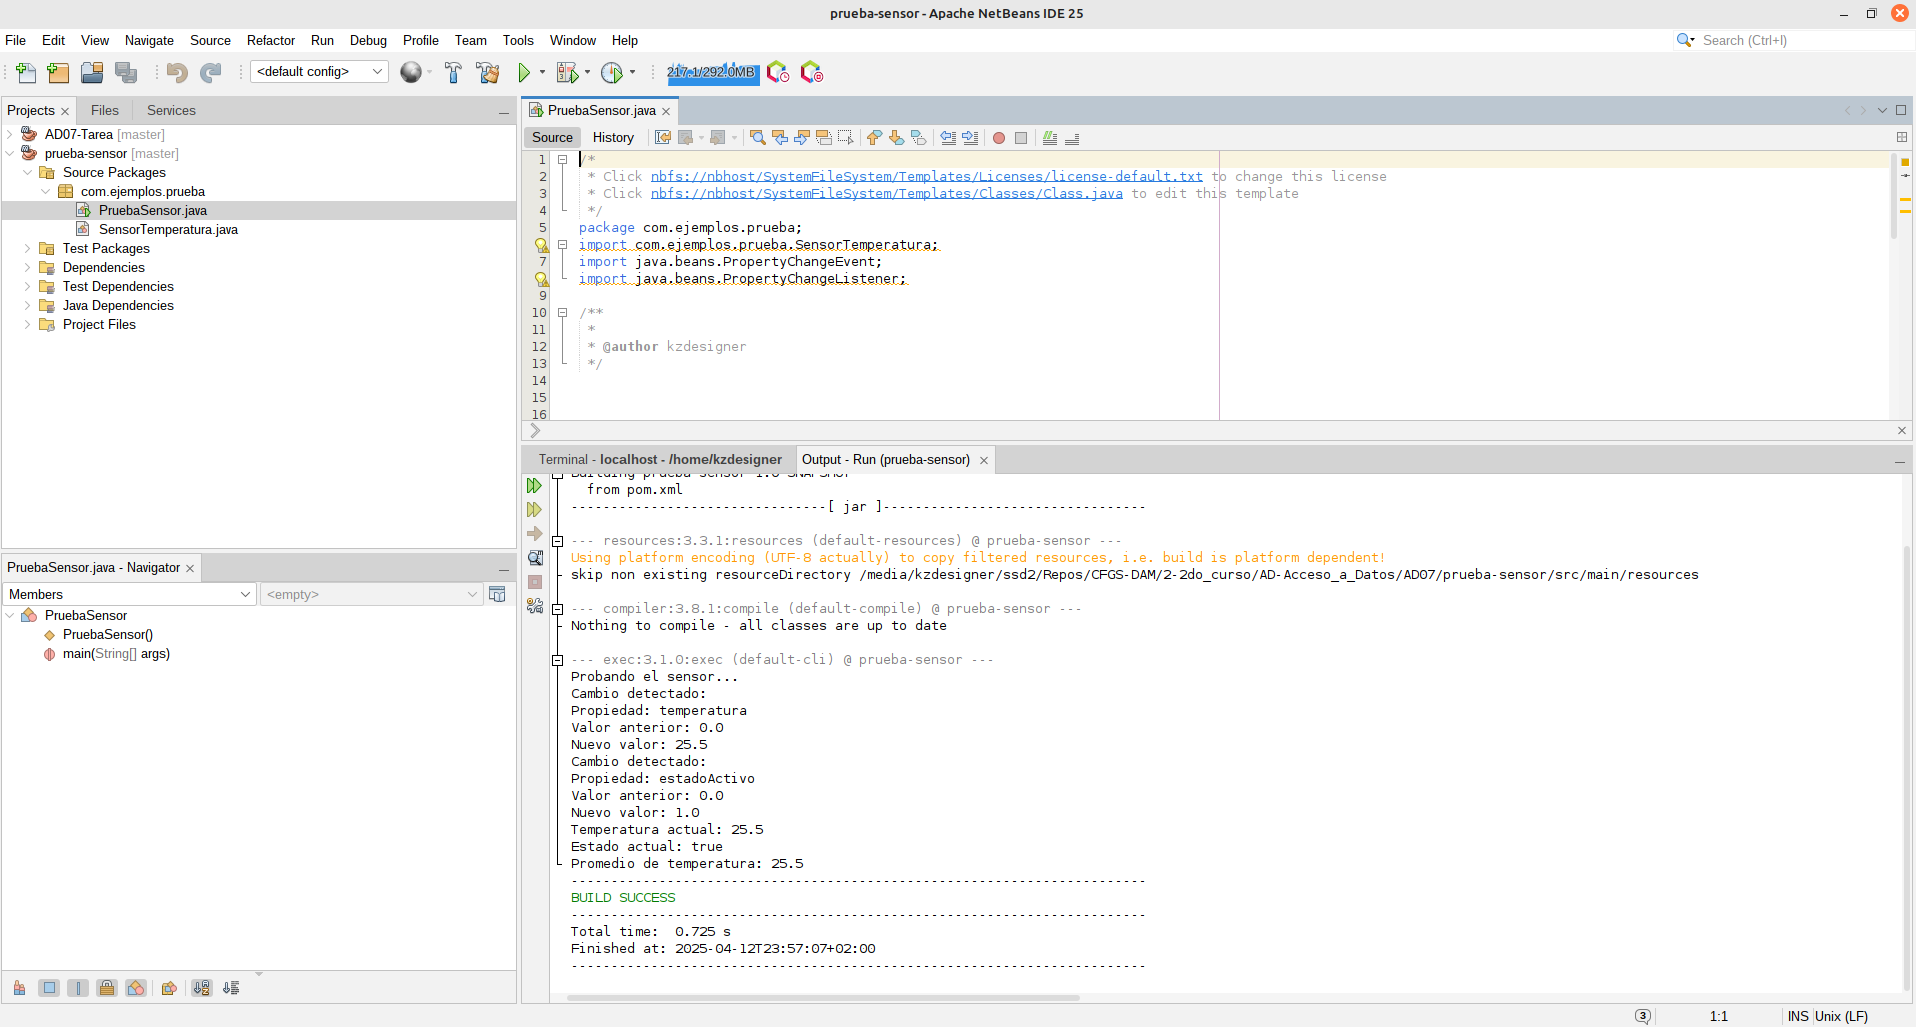 prueba-sensor - Apache NetBeans IDE 25
File Edit View Navigate Source Refactor Run Debug Profile Team Tools Window Help
Search (Ctrl+I)
<default config>
217.1/292.0MB
Projects Files Services
AD07-Tarea [master]
prueba-sensor [master]
Source Packages
com.ejemplos.prueba
PruebaSensor.java
SensorTemperatura.java
Test Packages
Dependencies
Test Dependencies
Java Dependencies
Project Files
PruebaSensor.java - Navigator
Members
<empty>
PruebaSensor
PruebaSensor()
main(String[] args)
PruebaSensor.java
Source History
1 /*
2 * Click nbfs://nbhost/SystemFileSystem/Templates/Licenses/license-default.txt to change this license
3 * Click nbfs://nbhost/SystemFileSystem/Templates/Classes/Class.java to edit this template
4 */
5 package com.ejemplos.prueba;
import com.ejemplos.prueba.SensorTemperatura;
7 import java.beans.PropertyChangeEvent;
import java.beans.PropertyChangeListener;
9
10 /**
11 *
12 * @author kzdesigner
13 */
14
15
16
Terminal - localhost - /home/kzdesigner
Output - Run (prueba-sensor)
Building prueba-sensor 1.0-SNAPSHOT
from pom.xml
--------------------------------[ jar ]---------------------------------
--- resources:3.3.1:resources (default-resources) @ prueba-sensor ---
Using platform encoding (UTF-8 actually) to copy filtered resources, i.e. build is platform dependent!
skip non existing resourceDirectory /media/kzdesigner/ssd2/Repos/CFGS-DAM/2-2do_curso/AD-Acceso_a_Datos/AD07/prueba-sensor/src/main/resources
--- compiler:3.8.1:compile (default-compile) @ prueba-sensor ---
Nothing to compile - all classes are up to date
--- exec:3.1.0:exec (default-cli) @ prueba-sensor ---
Probando el sensor...
Cambio detectado:
Propiedad: temperatura
Valor anterior: 0.0
Nuevo valor: 25.5
Cambio detectado:
Propiedad: estadoActivo
Valor anterior: 0.0
Nuevo valor: 1.0
Temperatura actual: 25.5
Estado actual: true
Promedio de temperatura: 25.5
------------------------------------------------------------------------
BUILD SUCCESS
------------------------------------------------------------------------
Total time:  0.725 s
Finished at: 2025-04-12T23:57:07+02:00
------------------------------------------------------------------------
3 1:1 INS Unix (LF)